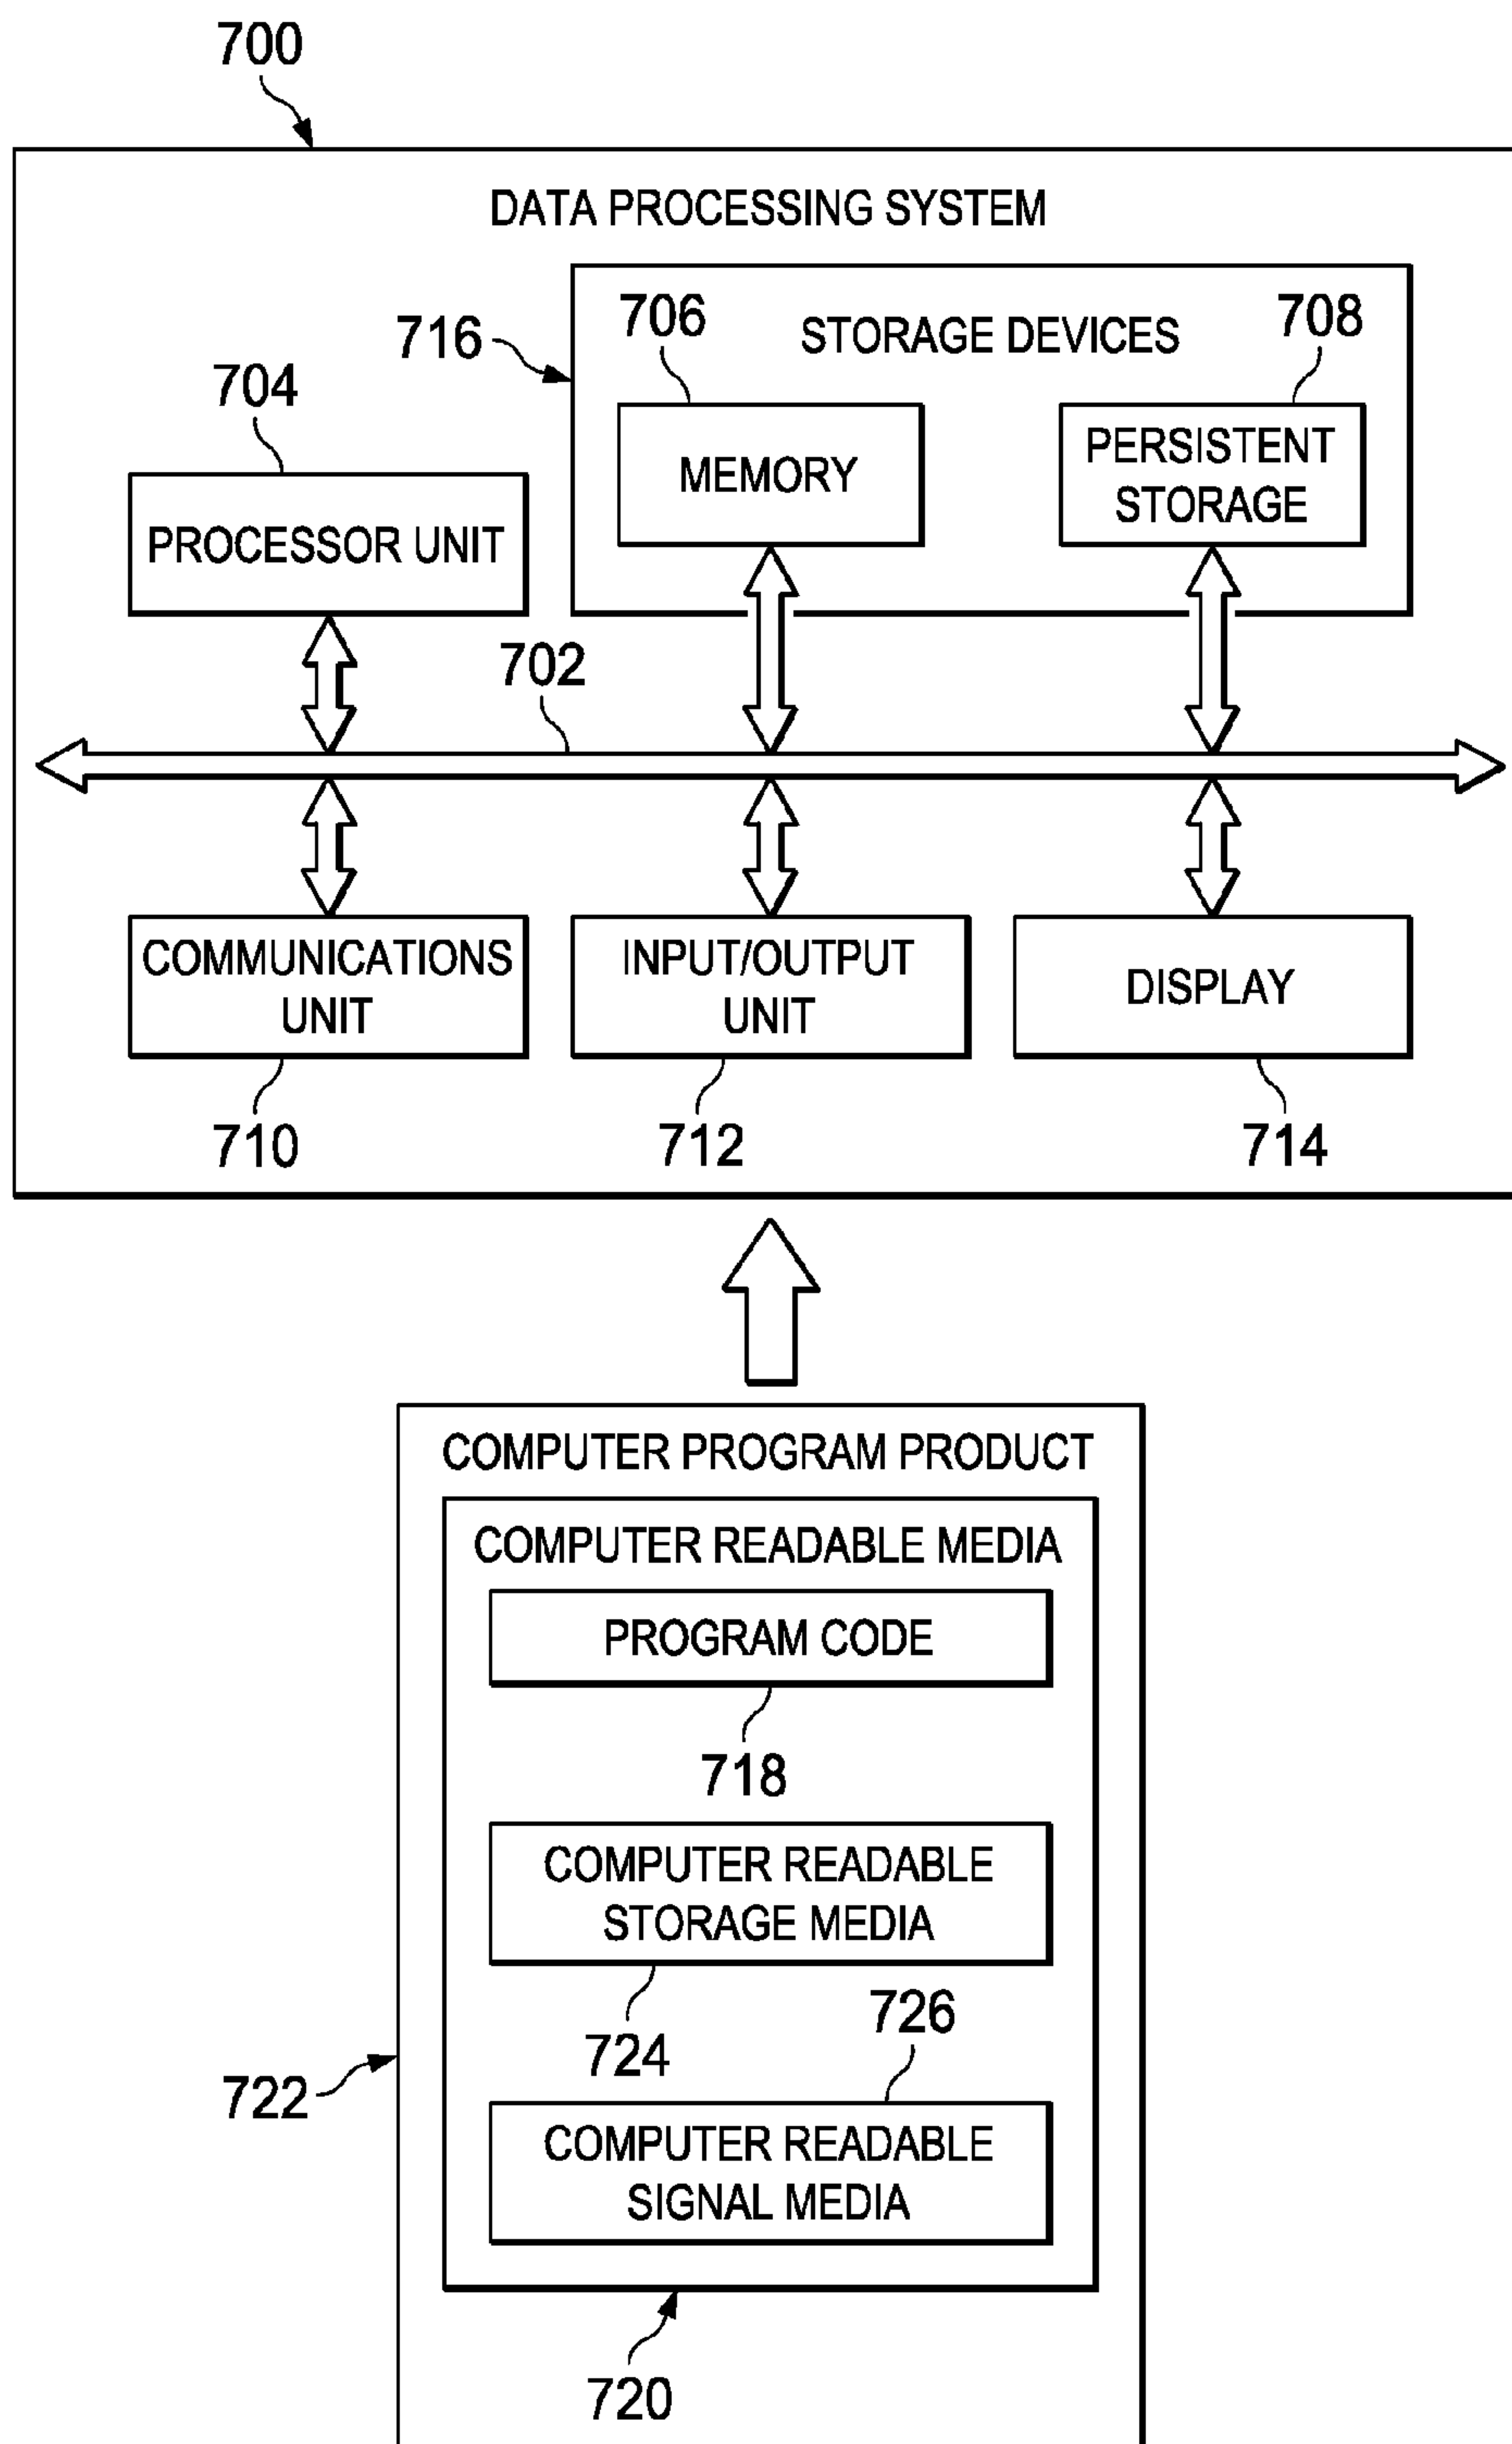 700
DATA PROCESSING SYSTEM
706
708
716
STORAGE DEVICES
704
MEMORY
PERSISTENT
STORAGE
PROCESSOR UNIT
702
COMMUNICATIONS
UNIT
INPUT/OUTPUT
UNIT
DISPLAY
710
712
714
COMPUTER PROGRAM PRODUCT
COMPUTER READABLE MEDIA
PROGRAM CODE
718
COMPUTER READABLE
STORAGE MEDIA
724
726
722
COMPUTER READABLE
SIGNAL MEDIA
720